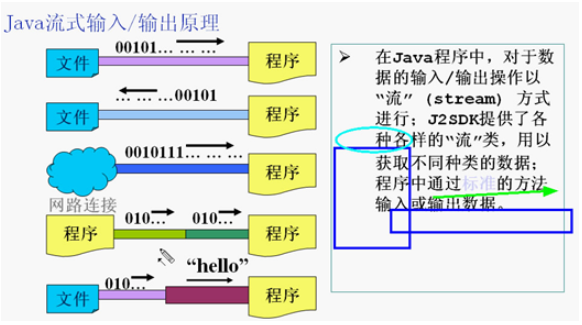 Java流式输入/输出原理
00101... ... ...
文件
程序
... ... ...00101
文件
程序
0010111... ... ...
程序
网路连接
010...
010...
程序
程序
“hello”
010...
文件
程序
➢ 在Java程序中，对于数
据的输入/输出操作以
“流” (stream) 方式
进行；J2SDK提供了各
种各样的“流”类，用以
获取不同种类的数据；
程序中通过标准的方法
输入或输出数据。